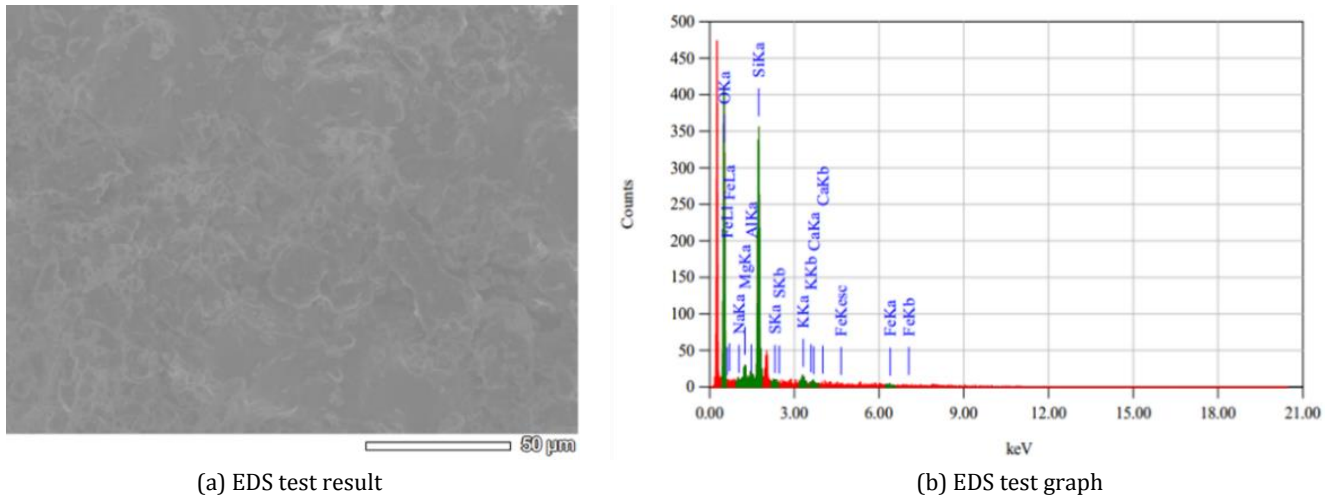 50 µm
(a) EDS test result
500
450
400
350
300
250
200
150
100
50
0
Counts
OKa
SiKa
FeLl
FeLa
NaKa
MgKa
AlKa
SKa
SKb
KKa
KKb
CaKa
CaKb
FeKesc
FeKa
FeKb
0.00 3.00 6.00 9.00 12.00 15.00 18.00 21.00
keV
(b) EDS test graph